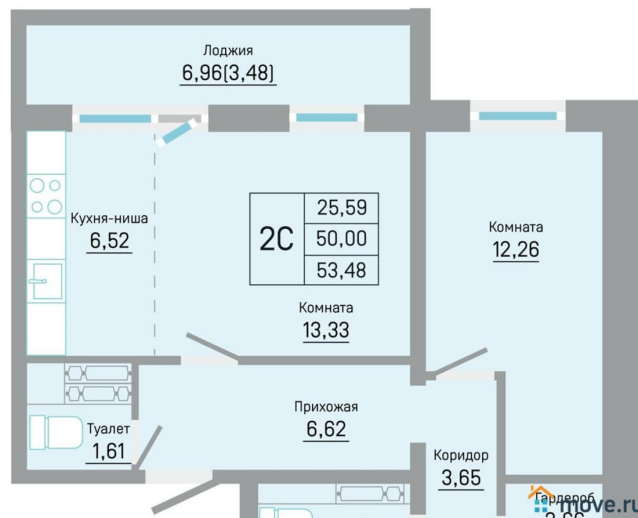 Лоджия
6,96(3,48)
Кухня-ниша
6,52
2С
25,59
50,00
53,48
Комната
13,33
Комната
12,26
Туалет
1,61
Прихожая
6,62
Коридор
3,65
Гардероб
move.ru